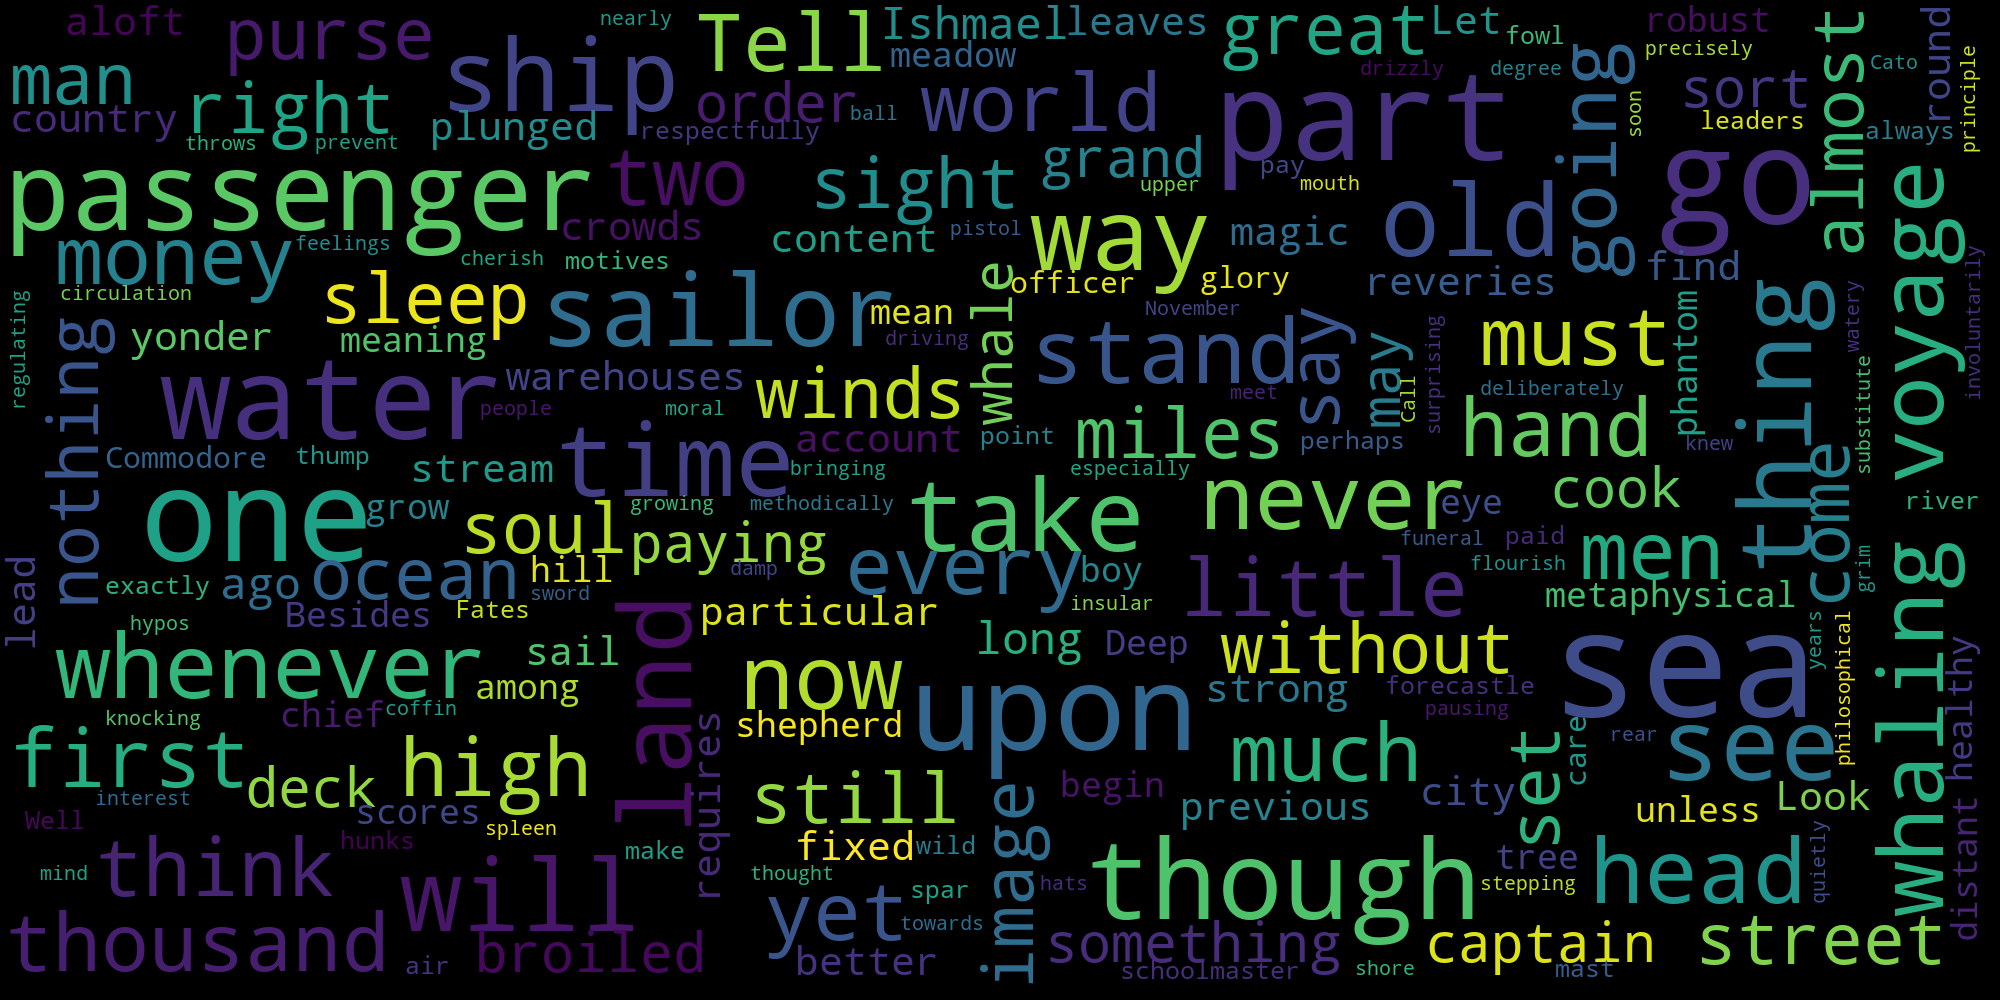 aloft
purse
nearly
Tell
Ishmael
leaves
great
Let
fowl
robust
almost
round
man
ship
meadow
precisely
Cato
principle
country
right
plunged
order
ball
world
drizzly
degree
going
sort
throws
prevent
respectfully
part
soon
leaders
always
passenger
two
sight
grand
upper
pay
mouth
old
go
voyage
money
feelings
crowds
content
pistol
way
magic
cherish
motives
circulation
sleep
sailor
officer
glory
reveries
find
involuntarily
regulating
nothing
yonder
meaning
mean
driving
whale
November
stand
say
may
surprising
must
phantom
thing
watery
water
warehouses
winds
Call
deliberately
substitute
people
moral
meet
hand
knew
Commodore
thump
stream
time
account
bringing
point
miles
especially
perhaps
come
one
grow
soul
growing
methodically
take
never
eye
cook
river
paying
funeral
paid
men
grim
lead
exactly
ago
ocean
hill
damp
every
boy
flourish
little
metaphysical
hypos
Besides
Fates
sword
land
particular
insular
whenever
sail
long
Deep
without
sea
years
philosophical
whaling
distant
healthy
among
now
upon
strong
forecastle
knocking
chief
coffin
requires
shepherd
pausing
set
care
rear
see
first
deck
high
still
image
begin
much
interest
scores
previous
city
unless
Look
Well
hunks
spleen
fixed
wild
mind
think
will
make
thought
spar
hats
though
tree
stepping
head
quietly
thousand
air
broiled
yet
towards
better
something
schoolmaster
shore
captain
mast
street